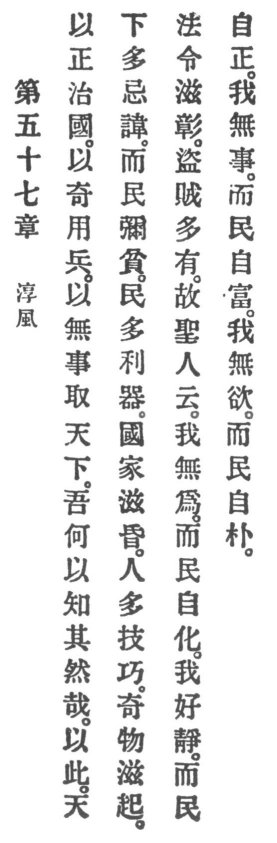 第五十七章 淳風
以正治國。以奇用兵。以無事取天下。吾何以知其然哉。以此。天
下多忌諱。而民彌貧。民多利器。國家滋昏。人多技巧。奇物滋起。
法令滋彰。盜賊多有。故聖人云。我無爲。而民自化。我好靜。而民
自正。我無事。而民自富。我無欲。而民自朴。